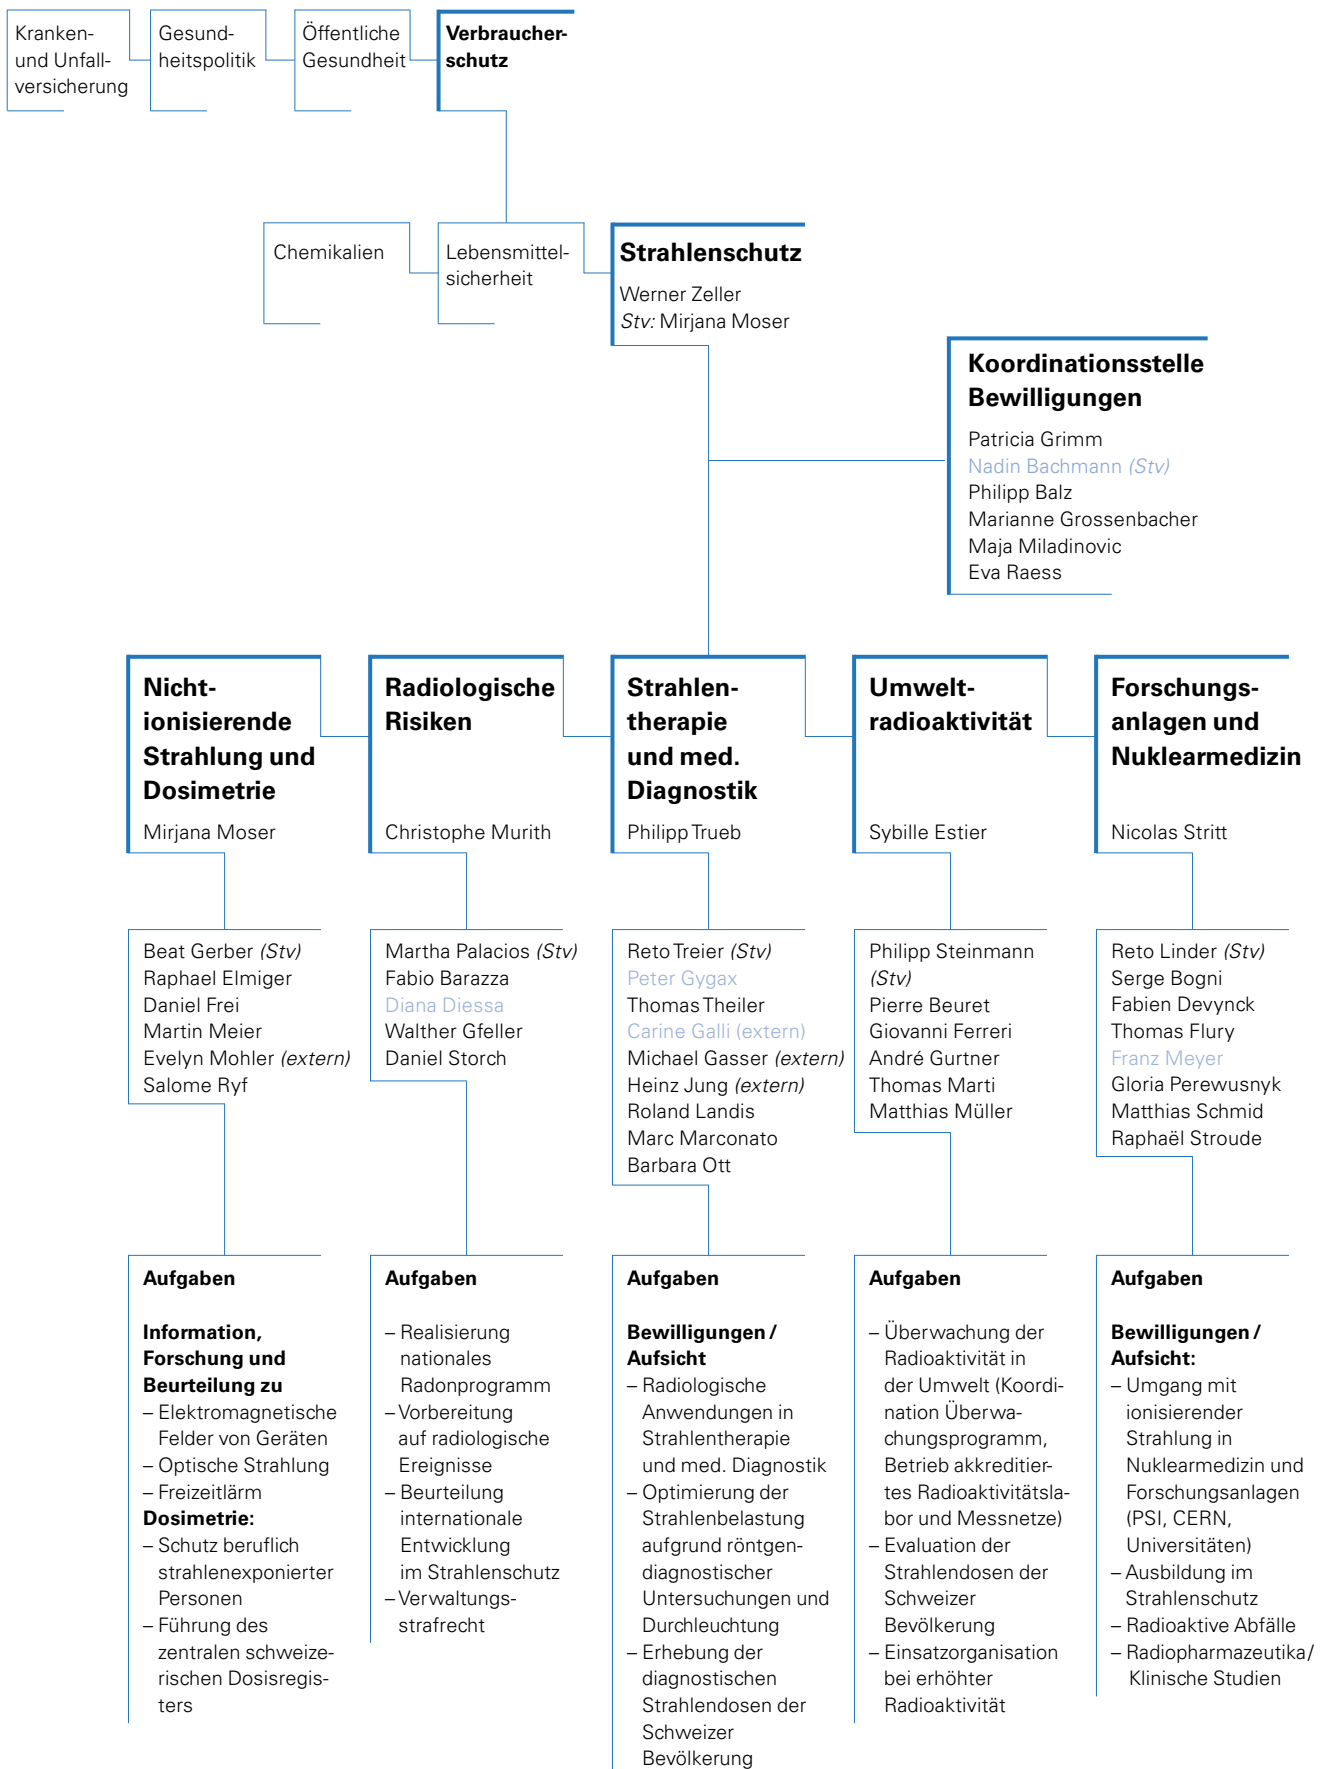 Kranken-
und Unfall-
versicherung
Gesund-
heitspolitik
Öffentliche
Gesundheit
Verbraucher-
schutz
Chemikalien
Lebensmittel-
sicherheit
Strahlenschutz
Werner Zeller
Stv: Mirjana Moser
Koordinationsstelle
Bewilligungen
Patricia Grimm
Nadin Bachmann (Stv)
Philipp Balz
Marianne Grossenbacher
Maja Miladinovic
Eva Raess
Nicht-
ionisierende
Strahlung und
Dosimetrie
Mirjana Moser
Beat Gerber (Stv)
Raphael Elmiger
Daniel Frei
Martin Meier
Evelyn Mohler (extern)
Salome Ryf
Aufgaben
Information,
Forschung und
Beurteilung zu
– Elektromagnetische
Felder von Geräten
– Optische Strahlung
– Freizeitlärm
Dosimetrie:
– Schutz beruflich
strahlenexponierter
Personen
– Führung des
zentralen schweize-
rischen Dosisregis-
ters
Radiologische
Risiken
Christophe Murith
Martha Palacios (Stv)
Fabio Barazza
Diana Diessa
Walther Gfeller
Daniel Storch
Aufgaben
– Realisierung
nationales
Radonprogramm
– Vorbereitung
auf radiologische
Ereignisse
– Beurteilung
internationale
Entwicklung
im Strahlenschutz
– Verwaltungs-
strafrecht
Strahlen-
therapie
und med.
Diagnostik
Philipp Trueb
Reto Treier (Stv)
Peter Gygax
Thomas Theiler
Carine Galli (extern)
Michael Gasser (extern)
Heinz Jung (extern)
Roland Landis
Marc Marconato
Barbara Ott
Aufgaben
Bewilligungen /
Aufsicht
– Radiologische
Anwendungen in
Strahlentherapie
und med. Diagnostik
– Optimierung der
Strahlenbelastung
aufgrund röntgen-
diagnostischer
Untersuchungen und
Durchleuchtung
– Erhebung der
diagnostischen
Strahlendosen der
Schweizer
Bevölkerung
Umwelt-
radioaktivität
Sybille Estier
Philipp Steinmann
(Stv)
Pierre Beuret
Giovanni Ferreri
André Gurtner
Thomas Marti
Matthias Müller
Aufgaben
– Überwachung der
Radioaktivität in
der Umwelt (Koordi-
nation Überwa-
chungsprogramm,
Betrieb akkreditier-
tes Radioaktivitätsla-
bor und Messnetze)
– Evaluation der
Strahlendosen der
Schweizer
Bevölkerung
– Einsatzorganisation
bei erhöhter
Radioaktivität
Forschungs-
anlagen und
Nuklearmedizin
Nicolas Stritt
Reto Linder (Stv)
Serge Bogni
Fabien Devynck
Thomas Flury
Franz Meyer
Gloria Perewusnyk
Matthias Schmid
Raphaël Stroude
Aufgaben
Bewilligungen /
Aufsicht:
– Umgang mit
ionisierender
Strahlung in
Nuklearmedizin und
Forschungsanlagen
(PSI, CERN,
Universitäten)
– Ausbildung im
Strahlenschutz
– Radioaktive Abfälle
– Radiopharmazeutika/
Klinische Studien